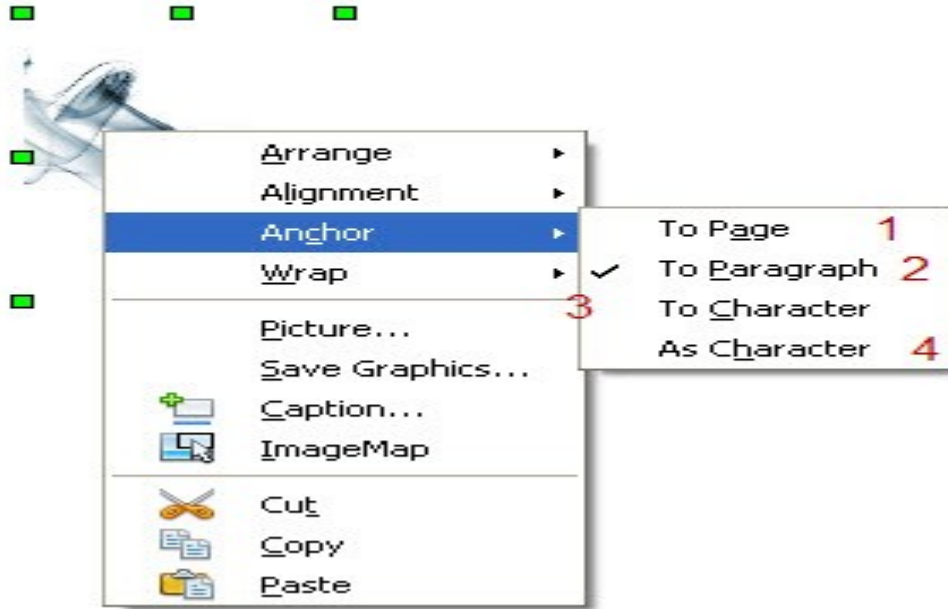 Arrange
Alignment
Anchor
Wrap
Picture...
Save Graphics...
Caption...
ImageMap
Cut
Copy
Paste
To Page 1
To Paragraph 2
3 To Character
As Character 4